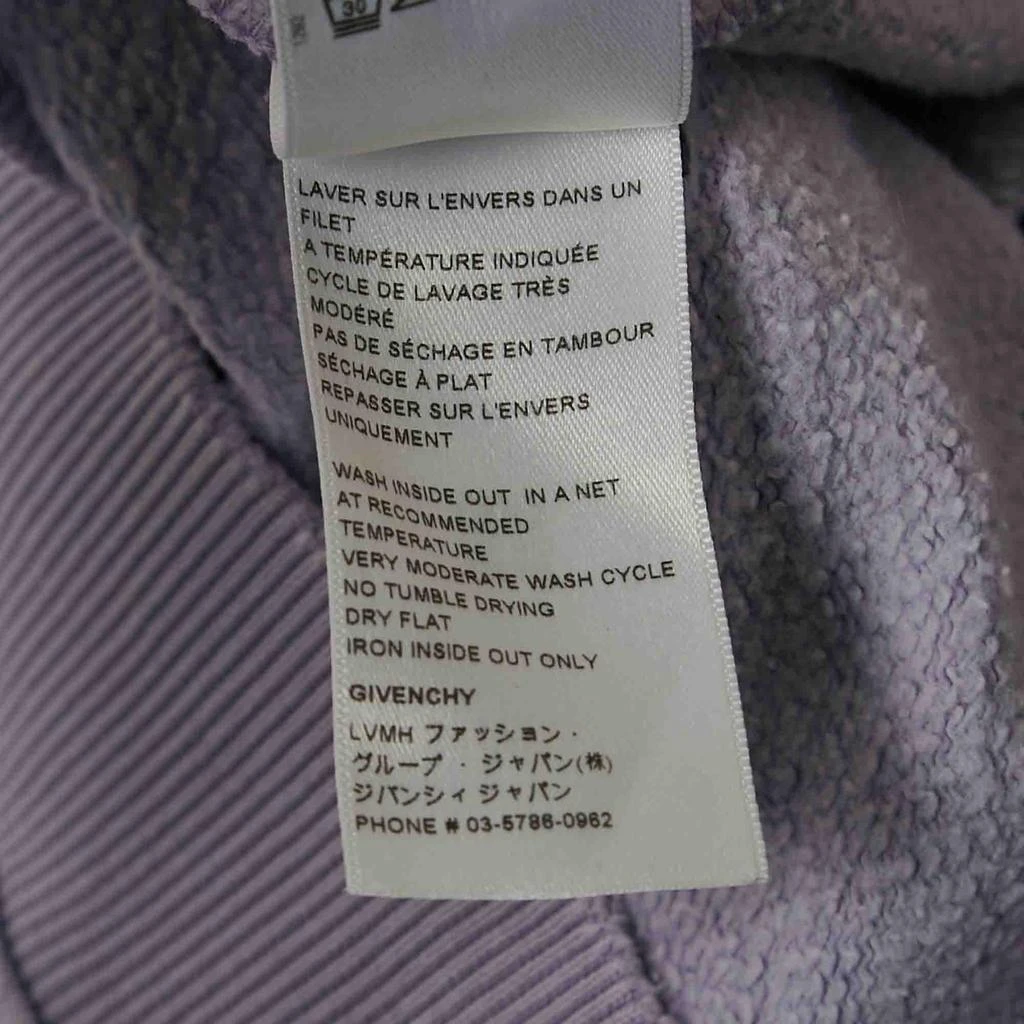 30
LAVER SUR L'ENVERS DANS UN
FILET
A TEMPÉRATURE INDIQUÉE
CYCLE DE LAVAGE TRÈS
MODÉRÉ
PAS DE SÉCHAGE EN TAMBOUR
SÉCHAGE À PLAT
REPASSER SUR L'ENVERS
UNIQUEMENT
WASH INSIDE OUT IN A NET
AT RECOMMENDED
TEMPERATURE
VERY MODERATE WASH CYCLE
NO TUMBLE DRYING
DRY FLAT
IRON INSIDE OUT ONLY
GIVENCHY
LVMH ファッション・
グループ・ジャパン(株)
ジバンシィ ジャパン
PHONE # 03-5786-0962